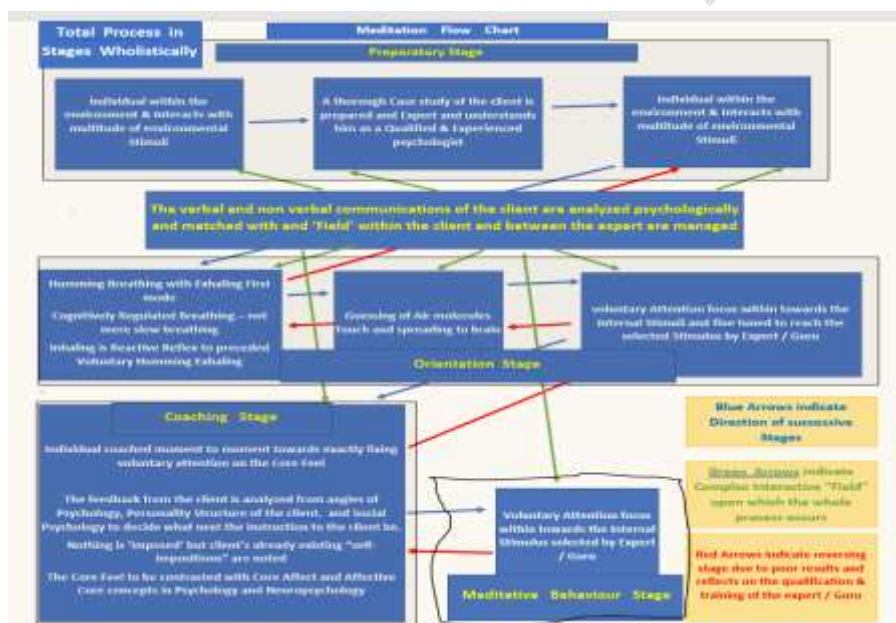 Total Process in
Stages Wholistically
Meditation Flow Chart
Preparatory Stage
Individual within the
environment & Interacts with
multitude of environmental
Stimuli
A thorough Case study of the client is
prepared and Expert and understands
him as a Qualified & Experienced
psychologist
Individual within the
environment & Interacts with
multitude of environmental
Stimuli
The verbal and non verbal communications of the client are analyzed psychologically
and matched with and 'Field' within the client and between the expert are managed
Humming Breathing with Exhaling First
mode
Cognitively Regulated Breathing – not
mere slow breathing
Inhaling is Reactive Reflex to preceded
Voluntary Humming Exhaling
Guessing of Air molecules
Touch and spreading to brain
voluntary Attention focus within towards the
Internal Stimuli and fine tuned to reach the
selected Stimulus by Expert / Guru
Orientation Stage
Coaching Stage
Individual coached moment to moment towards exactly fixing
voluntary attention on the Core Feel
The feedback from the client is analyzed from angles of
Psychology, Personality Structure of the client, and Social
Psychology to decide what next the instruction to the client be.
Nothing is 'imposed' but client's already existing "self-
impositions" are noted
The Core Feel to be contrasted with Core Affect and Affective
Core concepts in Psychology and Neuropsychology
Voluntary Attention focus
within towards the Internal
Stimulus selected by Expert
/ Guru
Meditative Behaviour Stage
Blue Arrows indicate
Direction of successive
Stages
Green Arrows indicate
Complex Interactive "Field"
upon which the whole
process occurs
Red Arrows indicate reversing
stage due to poor results and
reflects on the qualification &
training of the expert / Guru